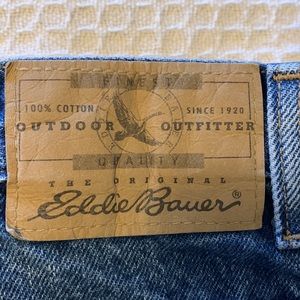 FINEST
100% COTTON SINCE 1920
OUTDOOR OUTFITTER
QUALITY
THE ORIGINAL
Eddie Bauer®